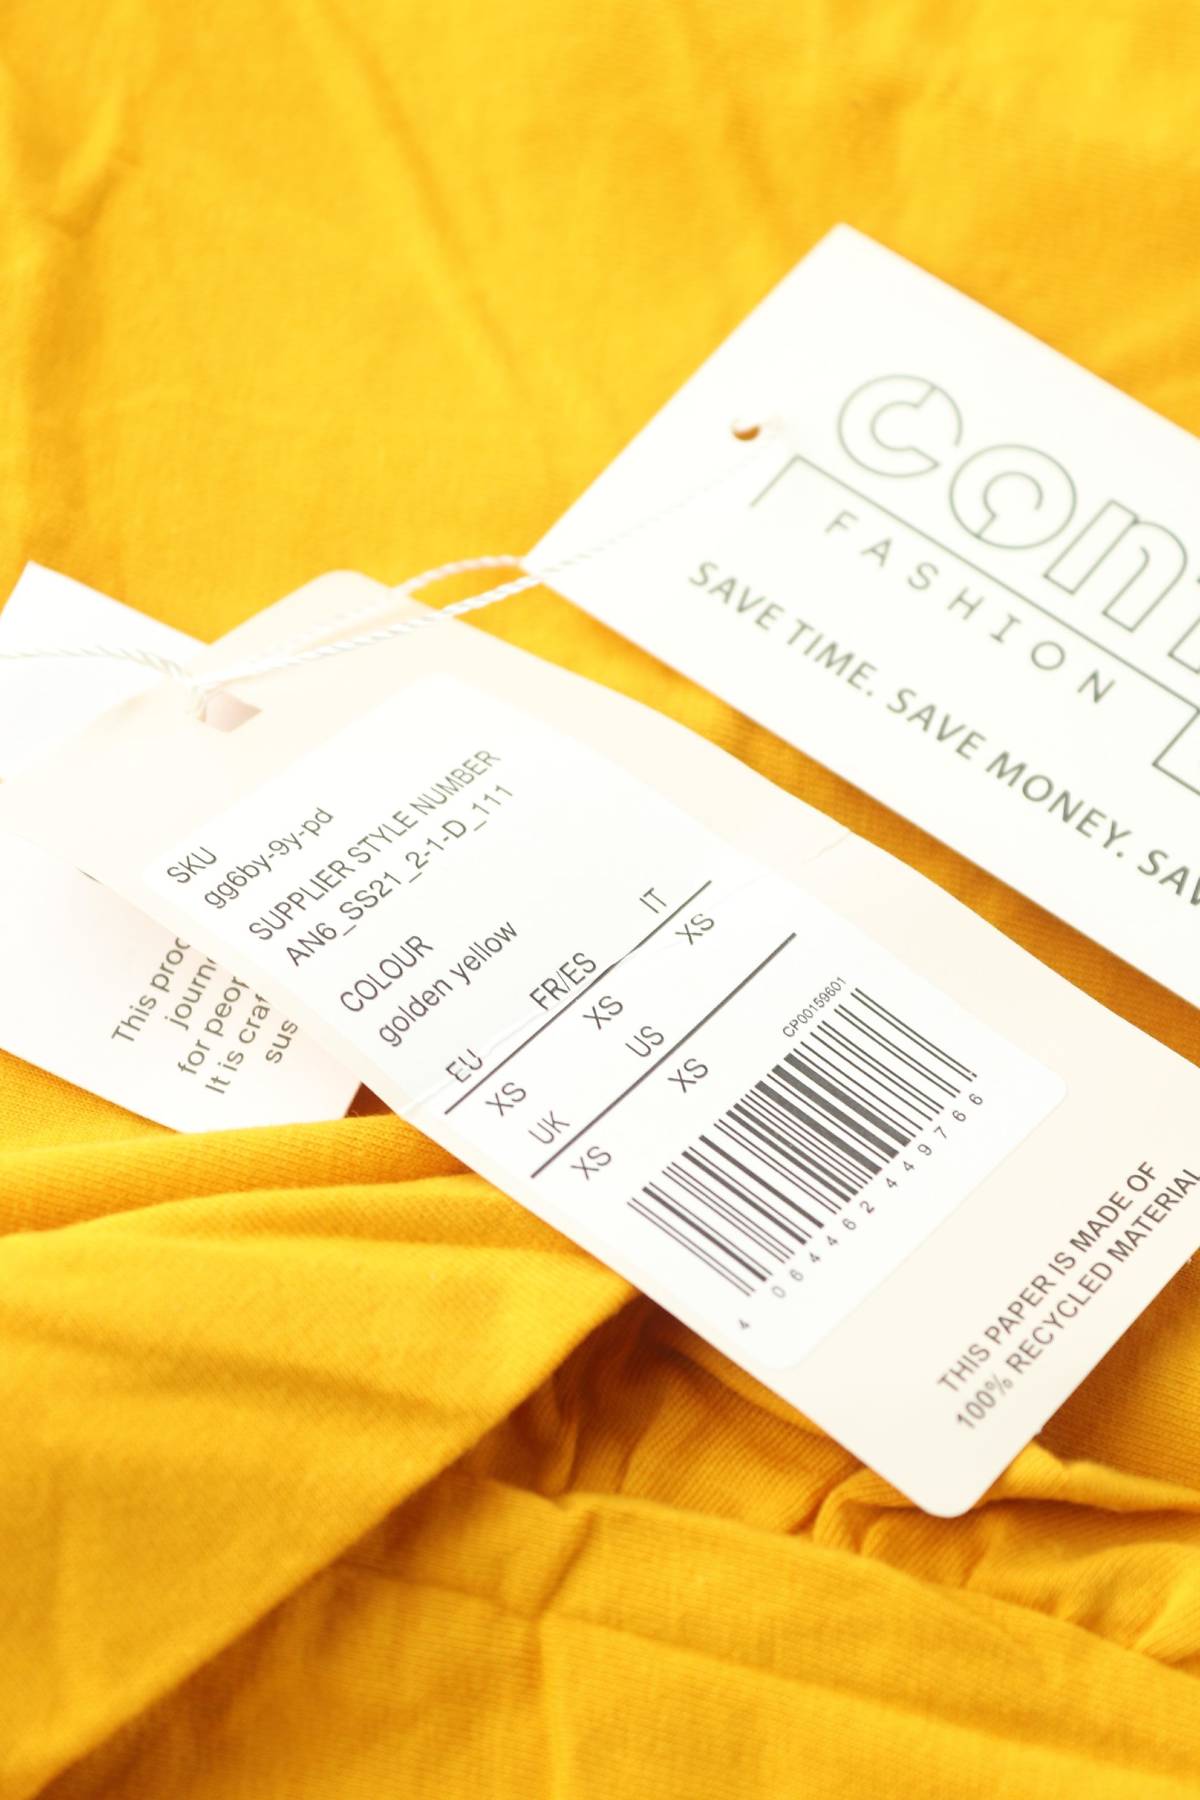 FASHION
SAVE TIME. SAVE MONEY.
SKU
gg6by-9y-pd
SUPPLIER STYLE NUMBER
AN6_SS21_2-1-D_111
COLOUR
golden yellow
EU FR/ES IT
XS XS XS
UK US
XS XS
CP00159601
4 064462 449766
THIS PAPER IS MADE OF
100% RECYCLED MATERIAL
This
for
It is